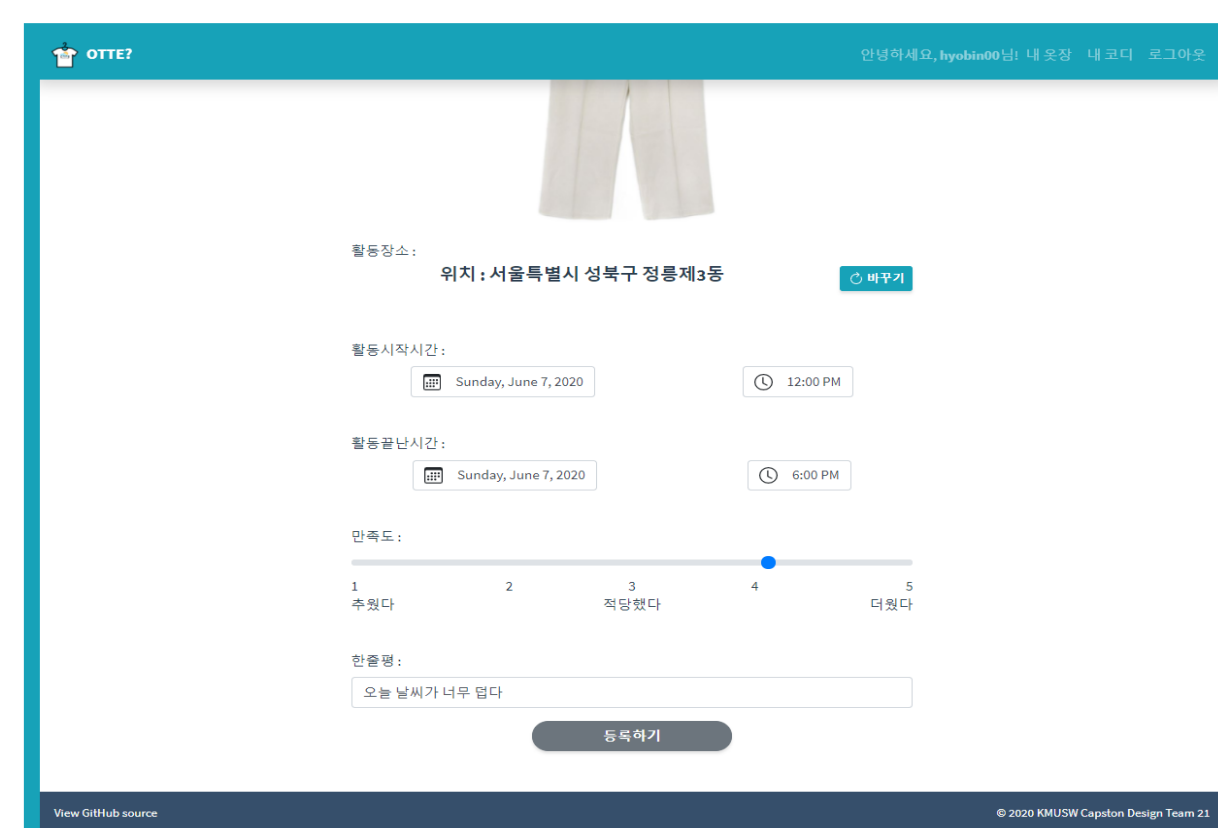 OTTE?
안녕하세요, hyobin00님! 내 옷장 내 코디 로그아웃
활동장소 :
위치 : 서울특별시 성북구 정릉제3동
바꾸기
활동시작시간 :
Sunday, June 7, 2020 12:00 PM
활동끝난시간 :
Sunday, June 7, 2020 6:00 PM
만족도 :
1 2 3 4 5
추웠다 적당했다 더웠다
한줄평 :
오늘 날씨가 너무 덥다
등록하기
View GitHub source © 2020 KMUSW Capston Design Team 21